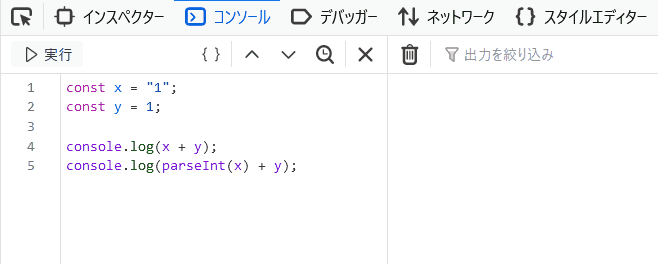 インスペクター コンソール デバッガー ネットワーク スタイルエディター
実行 出力を絞り込み
1 const x = "1";
2 const y = 1;
3
4 console.log(x + y);
5 console.log(parseInt(x) + y);